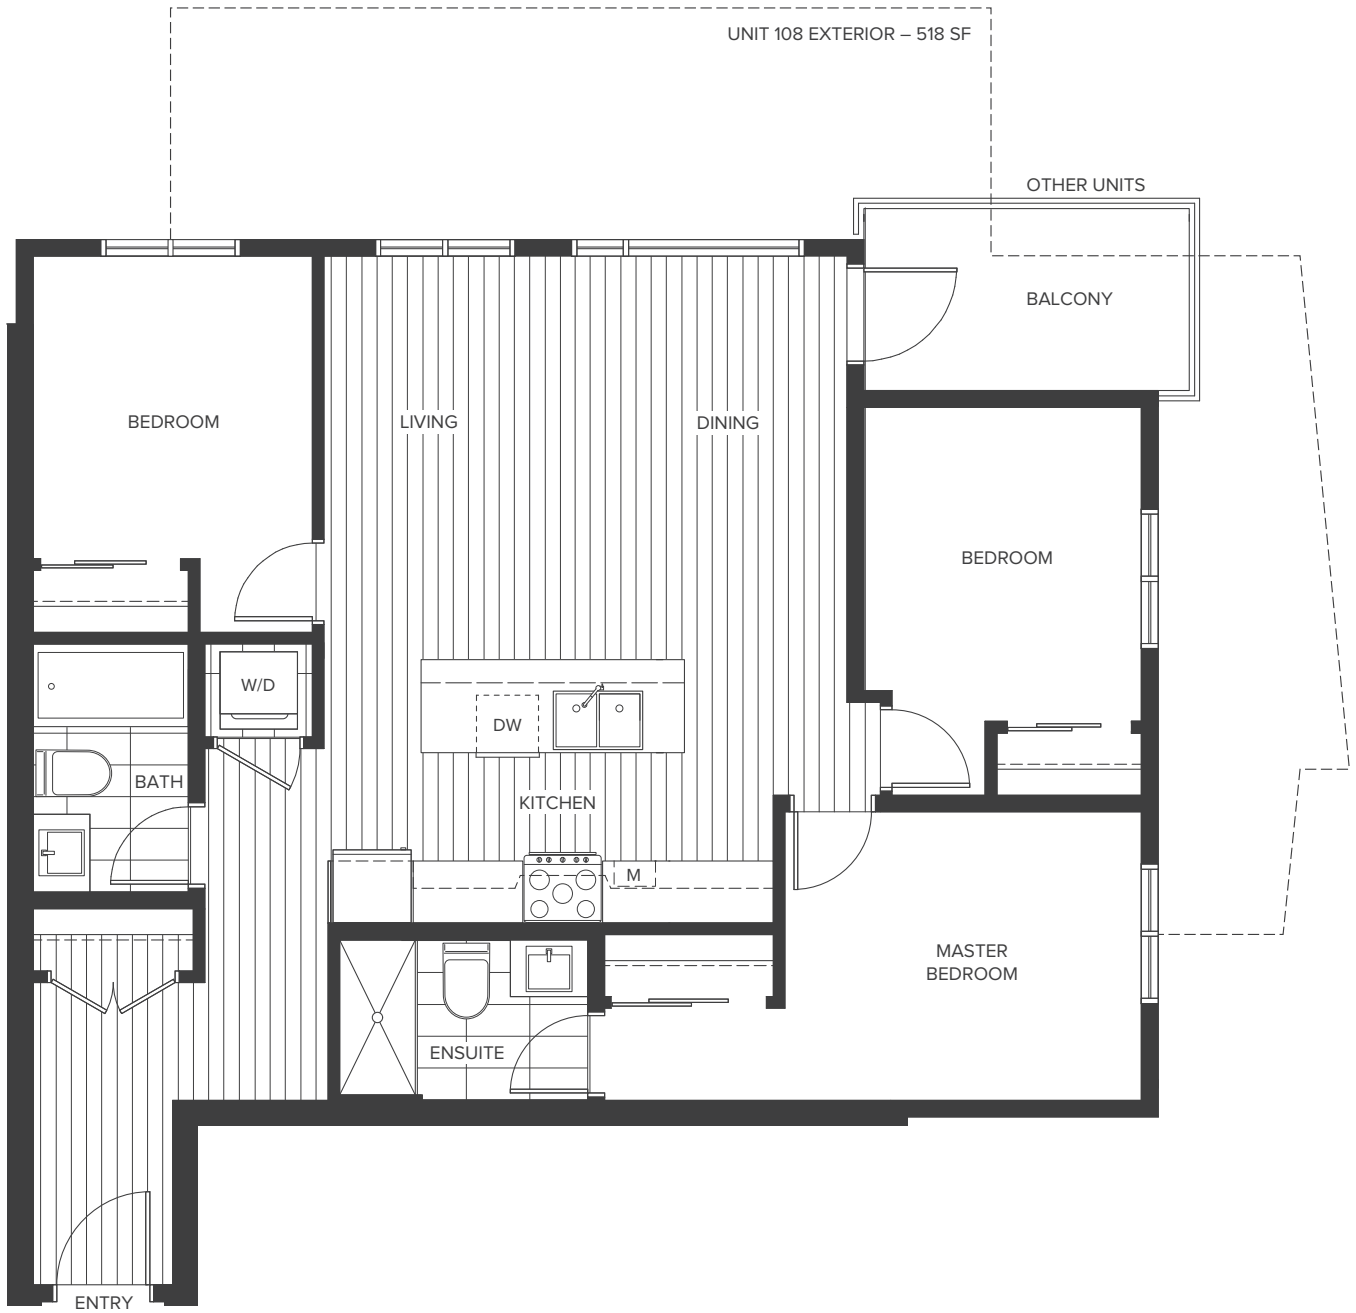 UNIT 108 EXTERIOR – 518 SF
OTHER UNITS
BALCONY
BEDROOM
LIVING
DINING
BEDROOM
W/D
DW
BATH
KITCHEN
M
MASTER
BEDROOM
ENSUITE
ENTRY